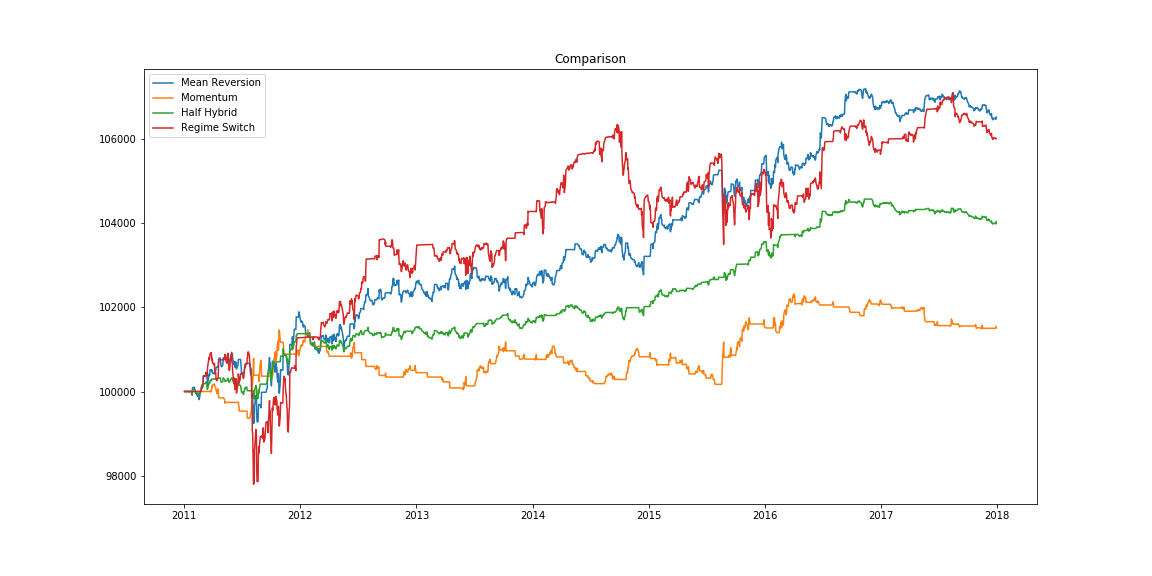 Comparison
Mean Reversion
Momentum
Half Hybrid
Regime Switch
106000
104000
102000
100000
98000
2011 2012 2013 2014 2015 2016 2017 2018